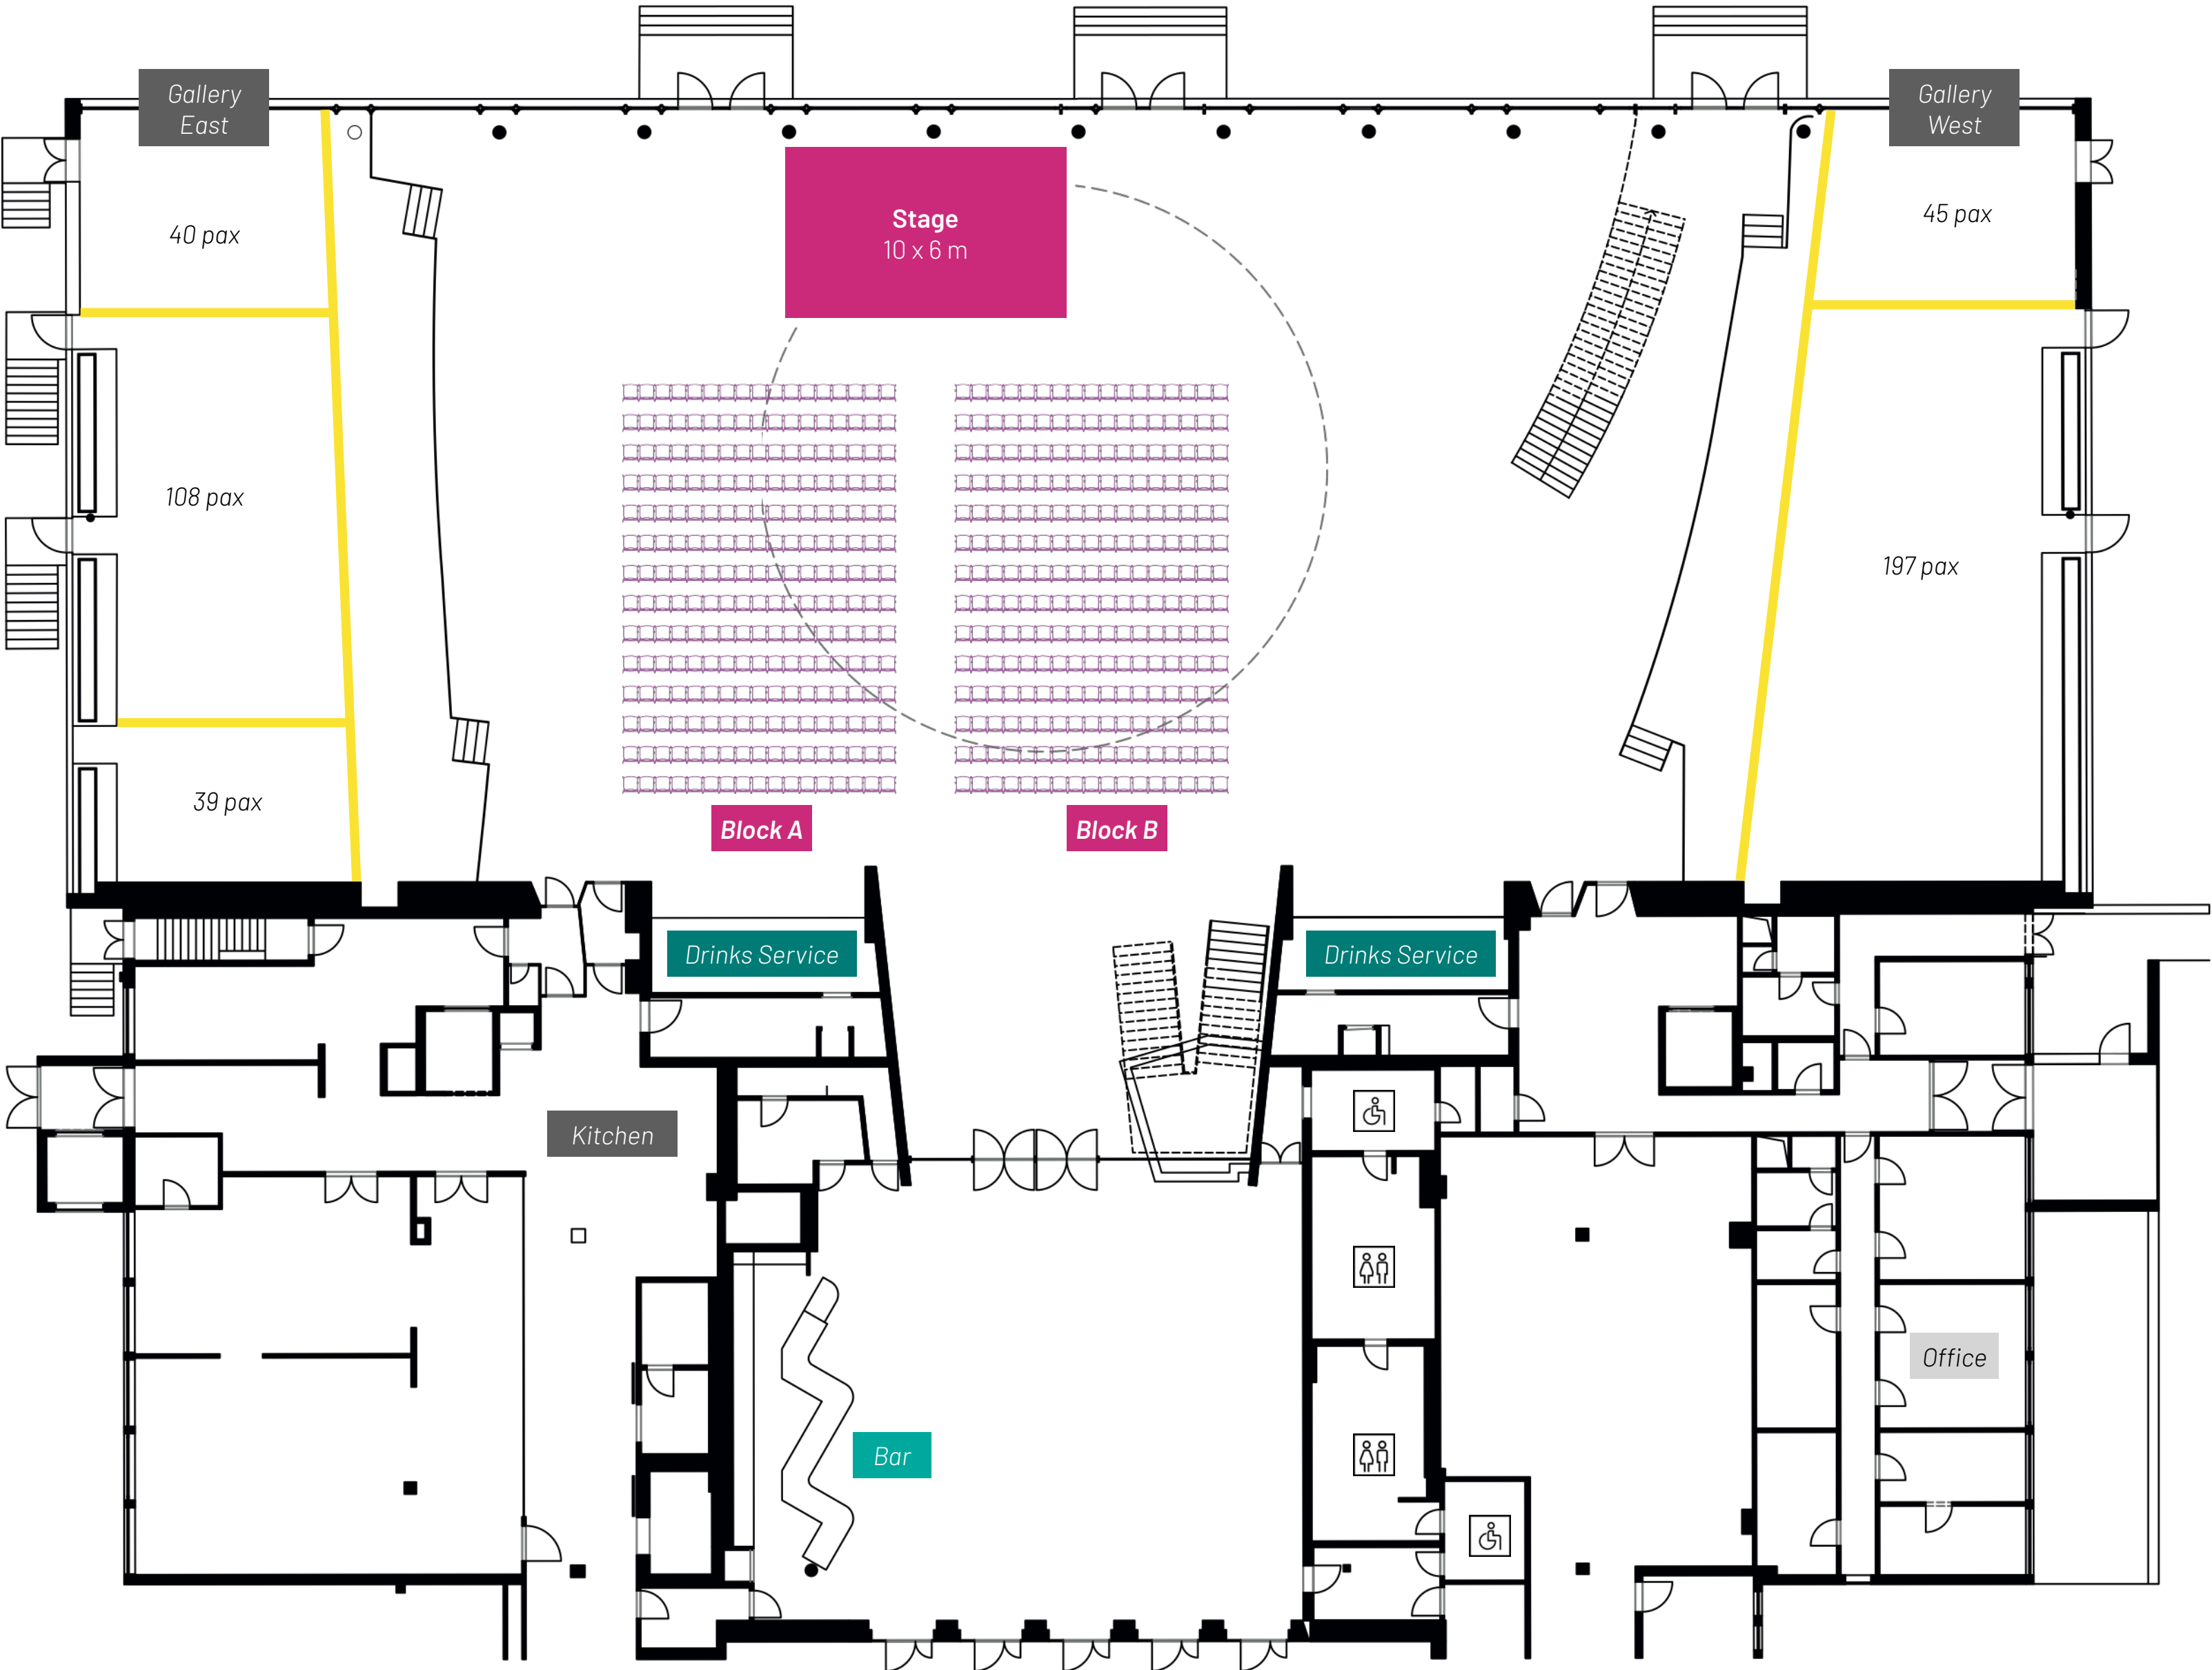 Gallery
East
Gallery
West
Stage
10 x 6 m
40 pax
45 pax
108 pax
197 pax
39 pax
Block A
Block B
Drinks Service
Drinks Service
Kitchen
Office
Bar